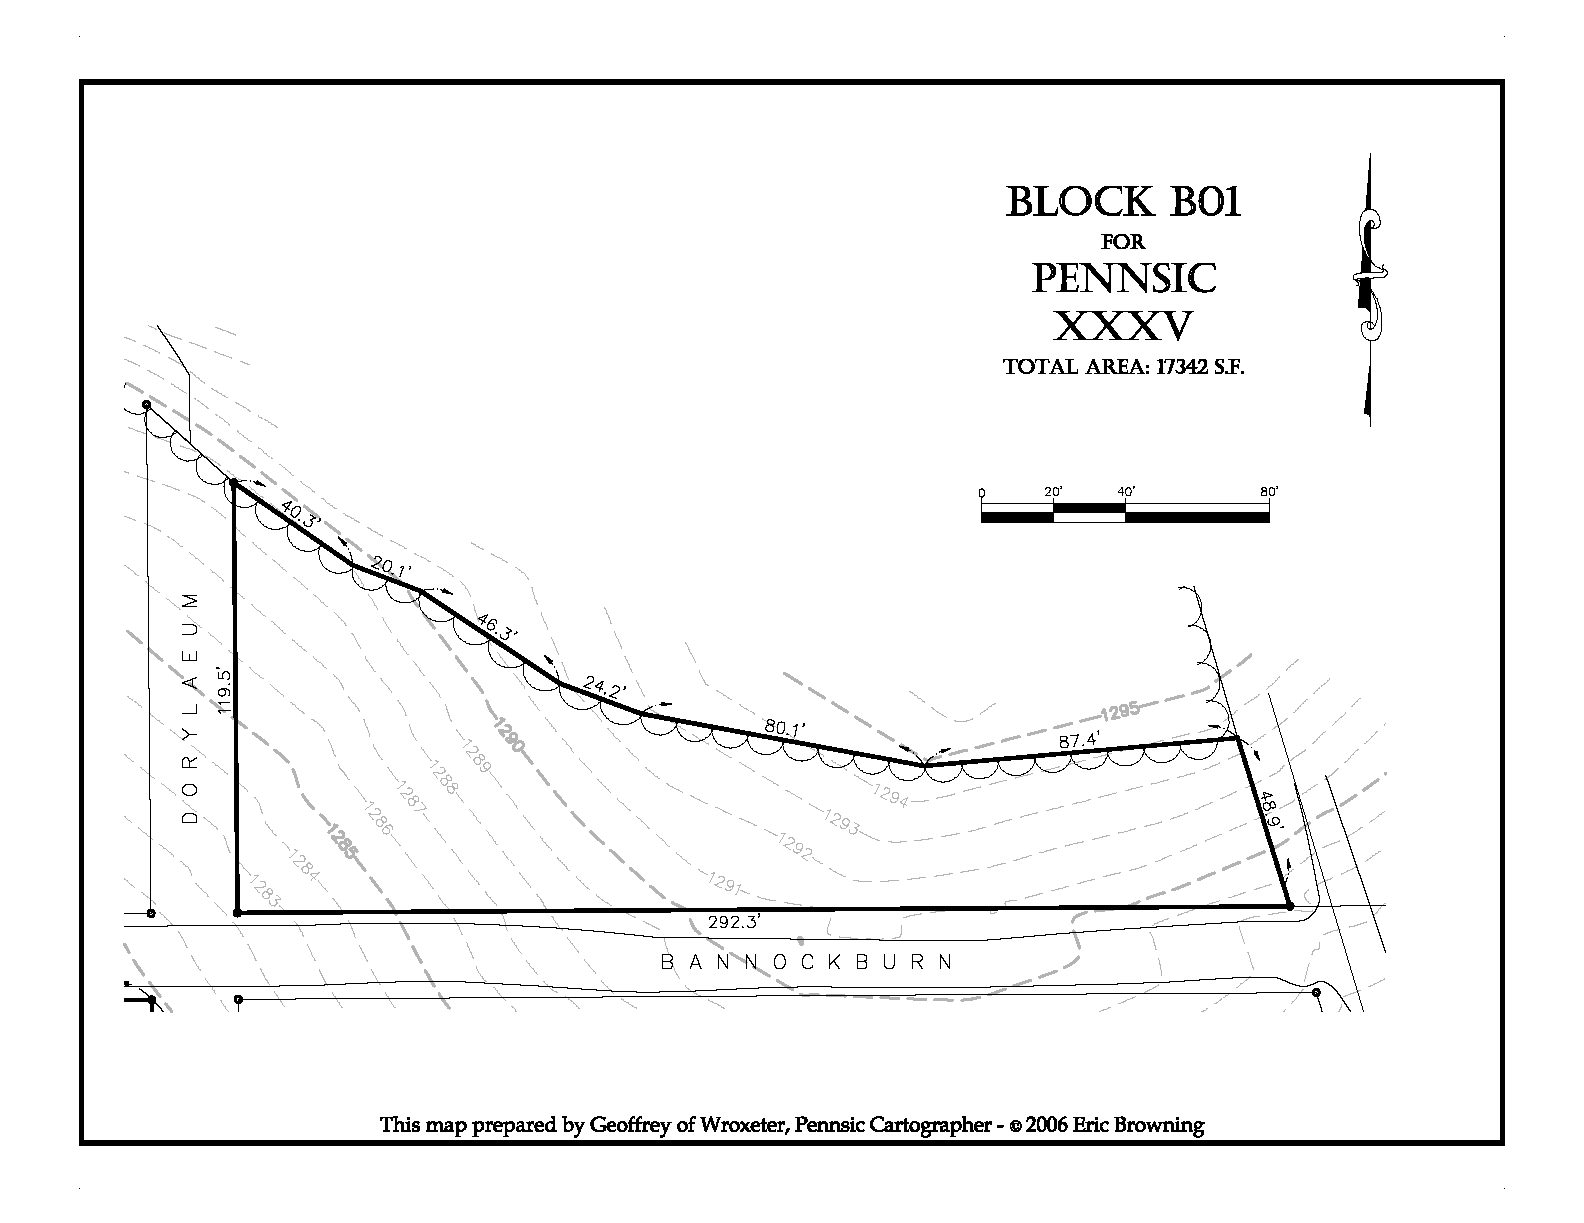 BLOCK B01
FOR
PENNSIC
XXXV
TOTAL AREA: 17342 S.F.
0 20' 40' 80'
40.3'
20.1'
46.3'
24.2'
80.1'
87.4'
48.9'
119.5'
292.3'
DORYLAEUM
BANNOCKBURN
1295
1294
1293
1292
1291
1290
1289
1288
1287
1286
1285
1284
1283
This map prepared by Geoffrey of Wroxeter, Pennsic Cartographer - © 2006 Eric Browning